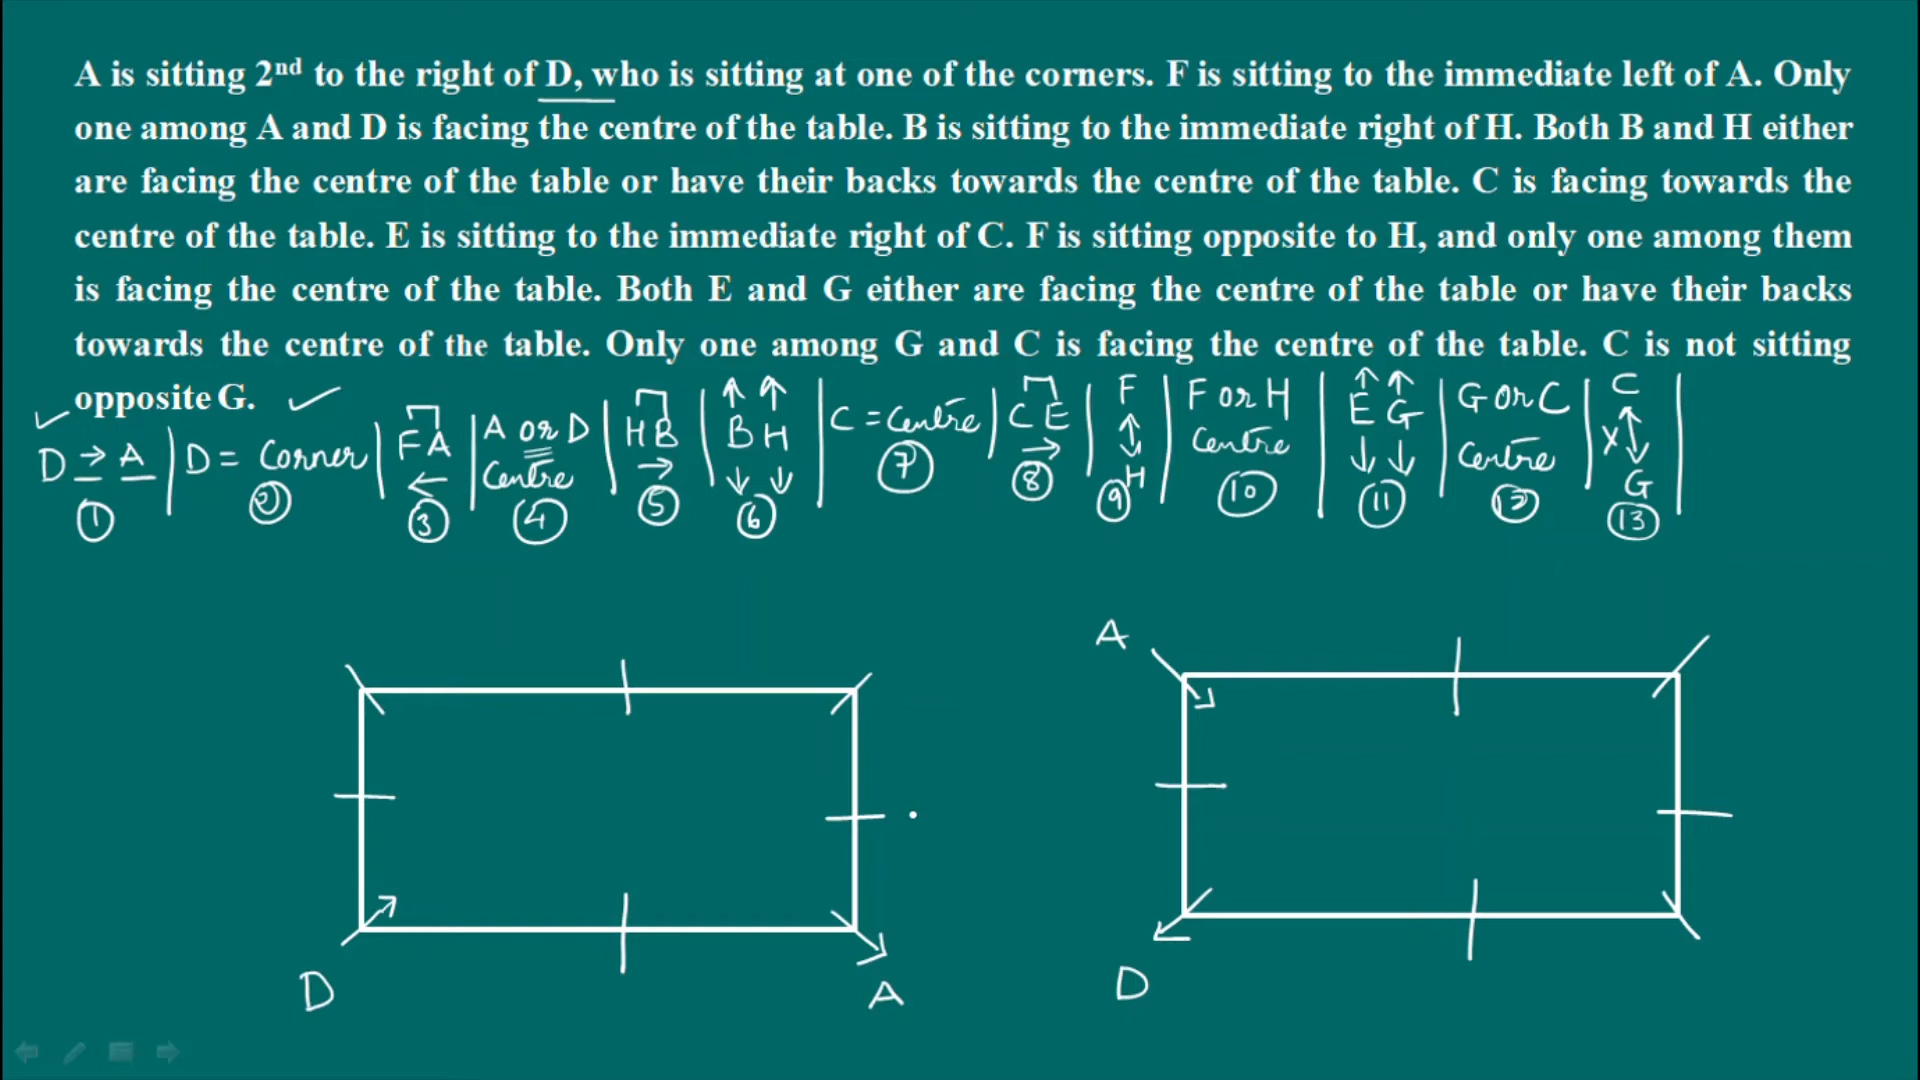 A is sitting 2nd to the right of D, who is sitting at one of the corners. F is sitting to the immediate left of A. Only
one among A and D is facing the centre of the table. B is sitting to the immediate right of H. Both B and H either
are facing the centre of the table or have their backs towards the centre of the table. C is facing towards the
centre of the table. E is sitting to the immediate right of C. F is sitting opposite to H, and only one among them
is facing the centre of the table. Both E and G either are facing the centre of the table or have their backs
towards the centre of the table. Only one among G and C is facing the centre of the table. C is not sitting
opposite G.
D → A | D = Corner | F A ← | A or D Centre | H B → | ↑ ↑ B H ↓ ↓ | C = Centre | C E → | F ↕ H | F or H Centre | ↑ ↑ E G ↓ ↓ | G or C Centre | C X ↕ G |
① ② ③ ④ ⑤ ⑥ ⑦ ⑧ ⑨ ⑩ ⑪ ⑫ ⑬
A
D A D